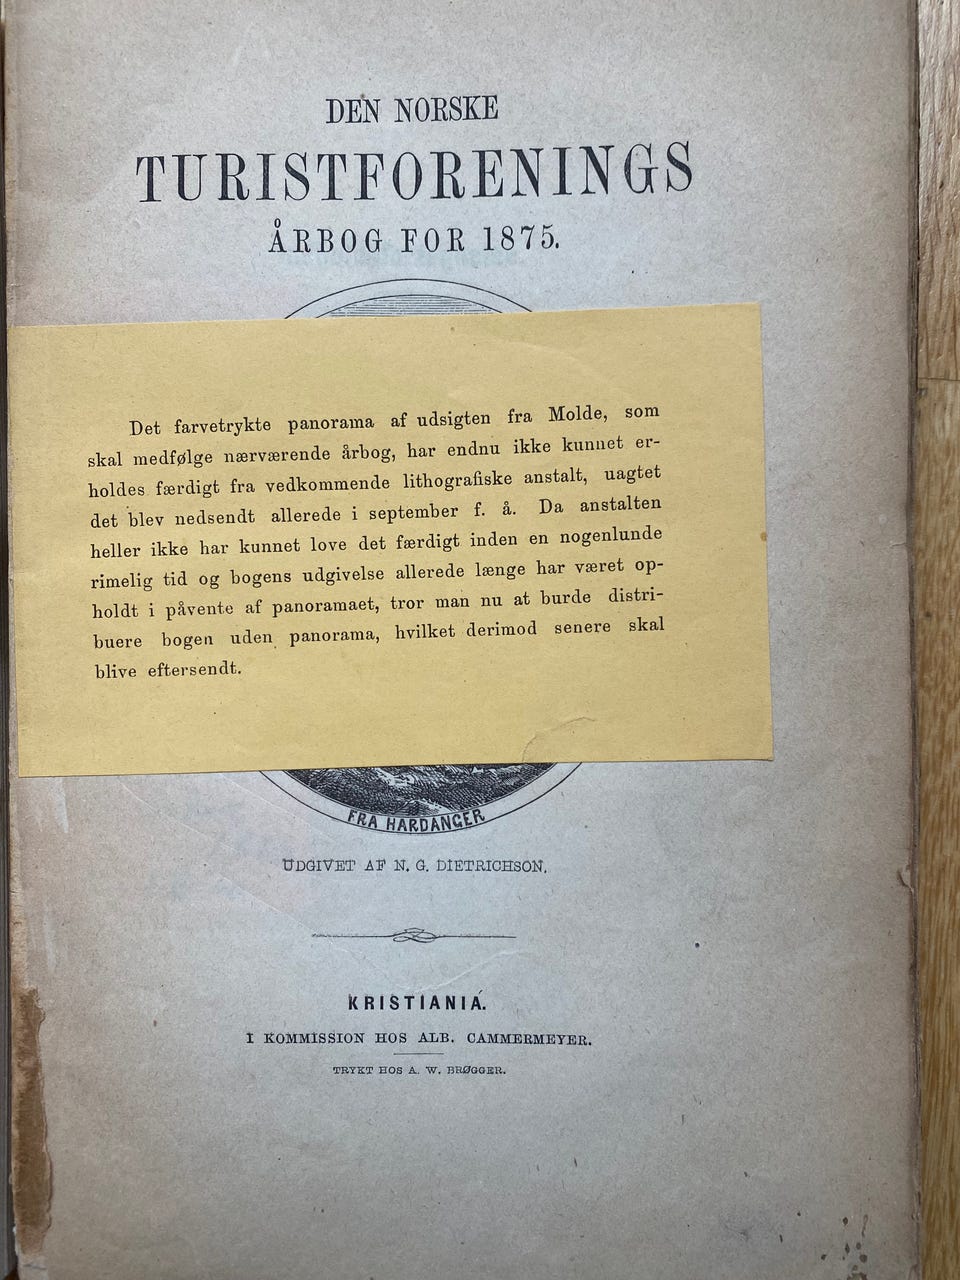 DEN NORSKE
TURISTFORENINGS
ÅRBOG FOR 1875.
Det farvetrykte panorama af udsigten fra Molde, som
skal medfølge nærværende årbog, har endnu ikke kunnet er-
holdes færdigt fra vedkommende lithografiske anstalt, uagtet
det blev nedsendt allerede i september f. å. Da anstalten
heller ikke har kunnet love det færdigt inden en nogenlunde
rimelig tid og bogens udgivelse allerede længe har været op-
holdt i påvente af panoramaet, tror man nu at burde distri-
buere bogen uden panorama, hvilket derimod senere skal
blive eftersendt.
FRA HARDANGER
UDGIVET AF N. G. DIETRICHSON.
KRISTIANIA.
I KOMMISSION HOS ALB. CAMMERMEYER.
TRYKT HOS A. W. BRØGGER.